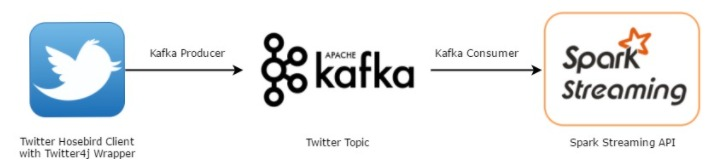 Kafka Producer
APACHE
kafka
Kafka Consumer
Spark
Streaming
Twitter Hosebird Client
with Twitter4j Wrapper
Twitter Topic
Spark Streaming API